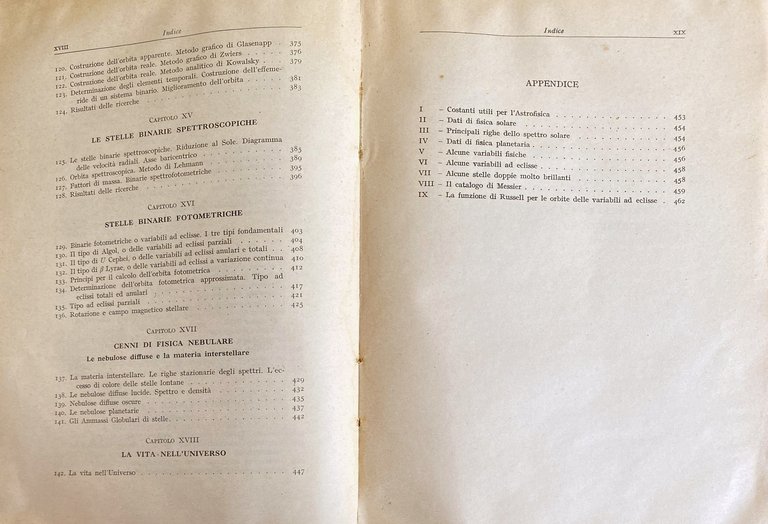 XVIII
Indice
120. Costruzione dell'orbita apparente. Metodo grafico di Glasenapp . 375
121. Costruzione dell'orbita reale. Metodo grafico di Zwiers . . . . . 376
122. Costruzione dell'orbita reale. Metodo analitico di Kowalsky . . 379
123. Determinazione degli elementi temporali. Costruzione dell'effeme-
ride di un sistema binario. Miglioramento dell'orbita . . . . . 381
124. Risultati delle ricerche . . . . . . . . . . . . . . . . 383
CAPITOLO XV
LE STELLE BINARIE SPETTROSCOPICHE
125. Le stelle binarie spettroscopiche. Riduzione al Sole. Diagramma
delle velocità radiali. Asse baricentrico . . . . . . . . . . 385
126. Orbita spettroscopica. Metodo di Lehmann . . . . . . . . . 389
127. Fattori di massa. Binarie spettrofotometriche . . . . . . . . 395
128. Risultati delle ricerche . . . . . . . . . . . . . . . . 396
CAPITOLO XVI
STELLE BINARIE FOTOMETRICHE
129. Binarie fotometriche o variabili ad eclisse. I tre tipi fondamentali 403
130. Il tipo di Algol, o delle variabili ad eclissi parziali . . . . . . 404
131. Il tipo di U Cephei, o delle variabili ad eclissi anulari e totali . . 408
132. Il tipo di β Lyrae, o delle variabili ad eclissi a variazione continua 410
133. Principi per il calcolo dell'orbita fotometrica . . . . . . . . 412
134. Determinazione dell'orbita fotometrica approssimata. Tipo ad
eclissi totali ed anulari . . . . . . . . . . . . . . . . 417
135. Tipo ad eclissi parziali . . . . . . . . . . . . . . . . 421
136. Rotazione e campo magnetico stellare . . . . . . . . . . . 425
CAPITOLO XVII
CENNI DI FISICA NEBULARE
Le nebulose diffuse e la materia interstellare
137. La materia interstellare. Le righe stazionarie degli spettri. L'ec-
cesso di colore delle stelle lontane . . . . . . . . . . . . 429
138. Le nebulose diffuse lucide. Spettro e densità . . . . . . . . 432
139. Nebulose diffuse oscure . . . . . . . . . . . . . . . . 435
140. Le nebulose planetarie . . . . . . . . . . . . . . . . 437
141. Gli Ammassi Globulari di stelle . . . . . . . . . . . . . 442
CAPITOLO XVIII
LA VITA NELL'UNIVERSO
142. La vita nell'Universo . . . . . . . . . . . . . . . . . 447
Indice
XIX
APPENDICE
I – Costanti utili per l'Astrofisica . . . . . . . . . . . . 453
II – Dati di fisica solare . . . . . . . . . . . . . . . . 454
III – Principali righe dello spettro solare . . . . . . . . . . 454
IV – Dati di fisica planetaria . . . . . . . . . . . . . . 456
V – Alcune variabili fisiche . . . . . . . . . . . . . . . 456
VI – Alcune variabili ad eclisse . . . . . . . . . . . . . 458
VII – Alcune stelle doppie molto brillanti . . . . . . . . . . 458
VIII – Il catalogo di Messier . . . . . . . . . . . . . . . 459
IX – La funzione di Russell per le orbite delle variabili ad eclisse . 462